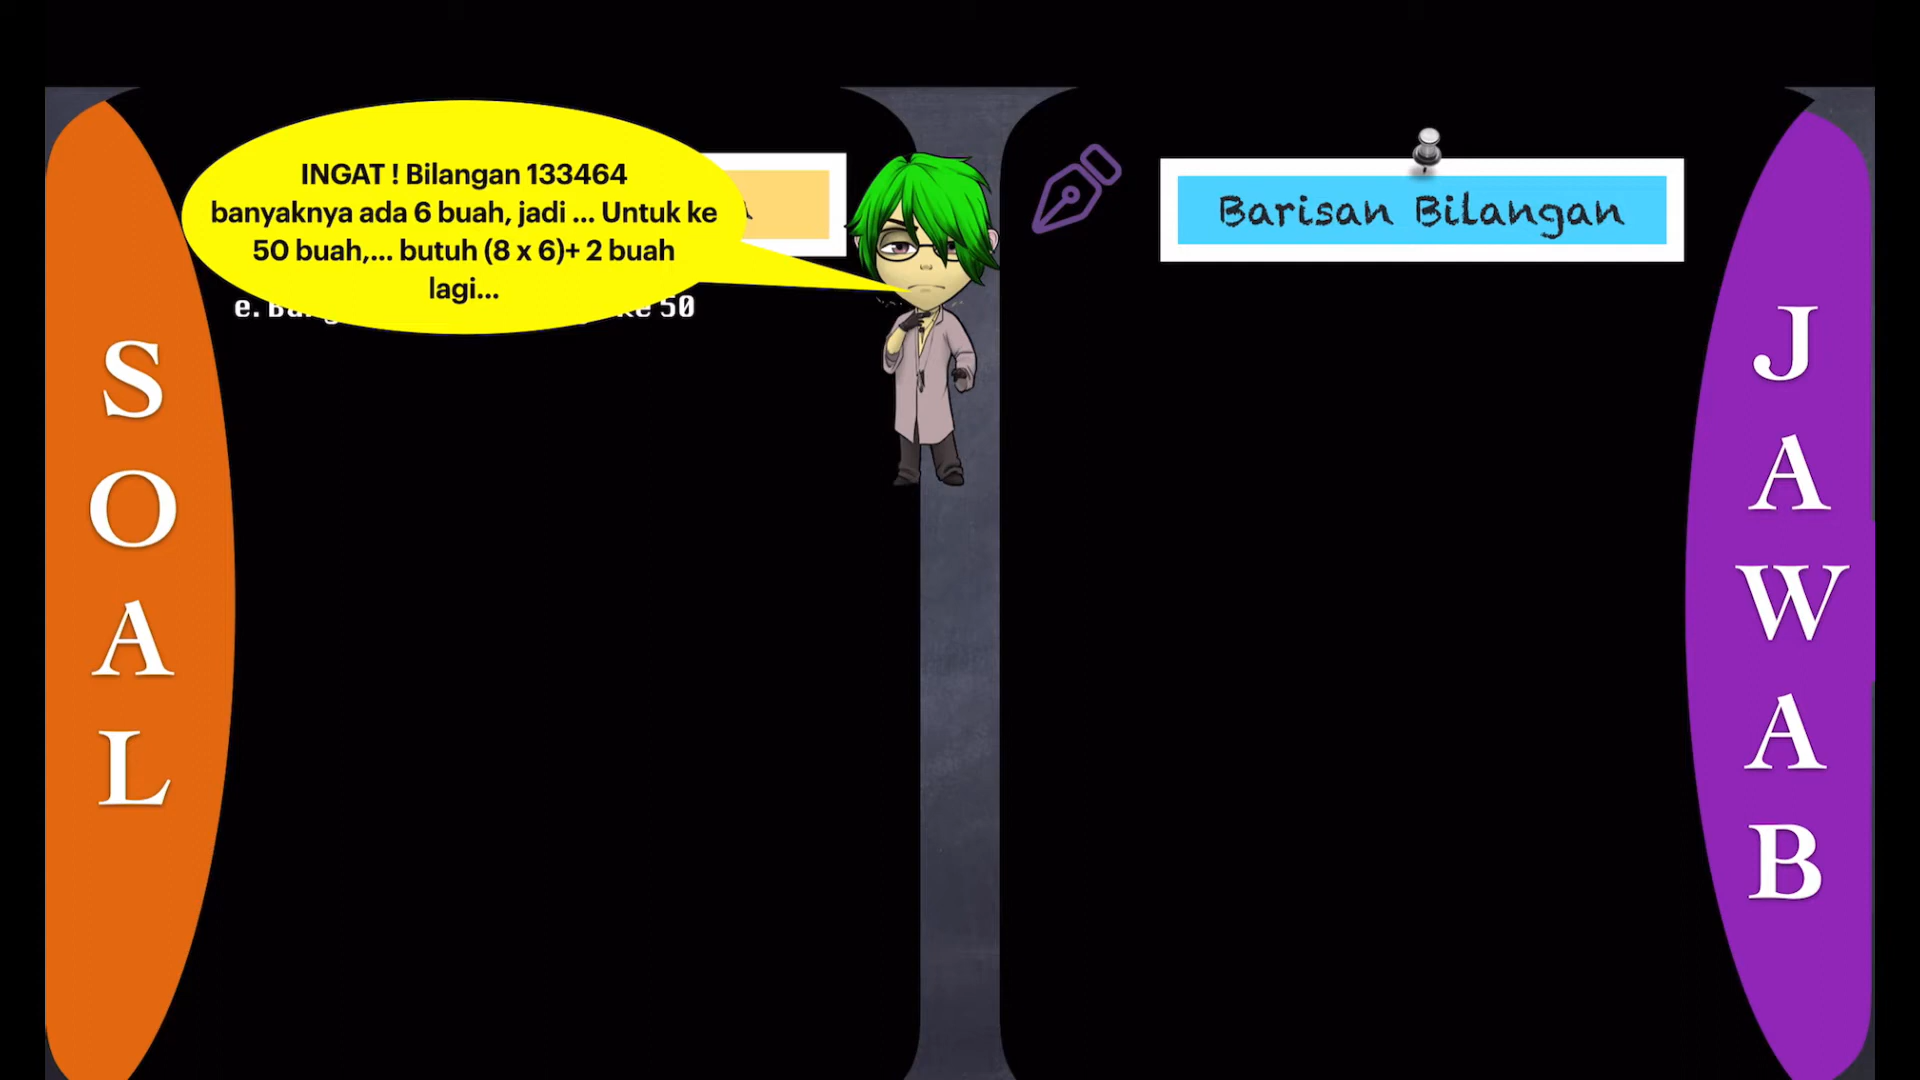 INGAT ! Bilangan 133464
banyaknya ada 6 buah, jadi ... Untuk ke
50 buah,... butuh (8 x 6)+ 2 buah
lagi...
e. ke 50
Barisan Bilangan
S
O
A
L
J
A
W
A
B